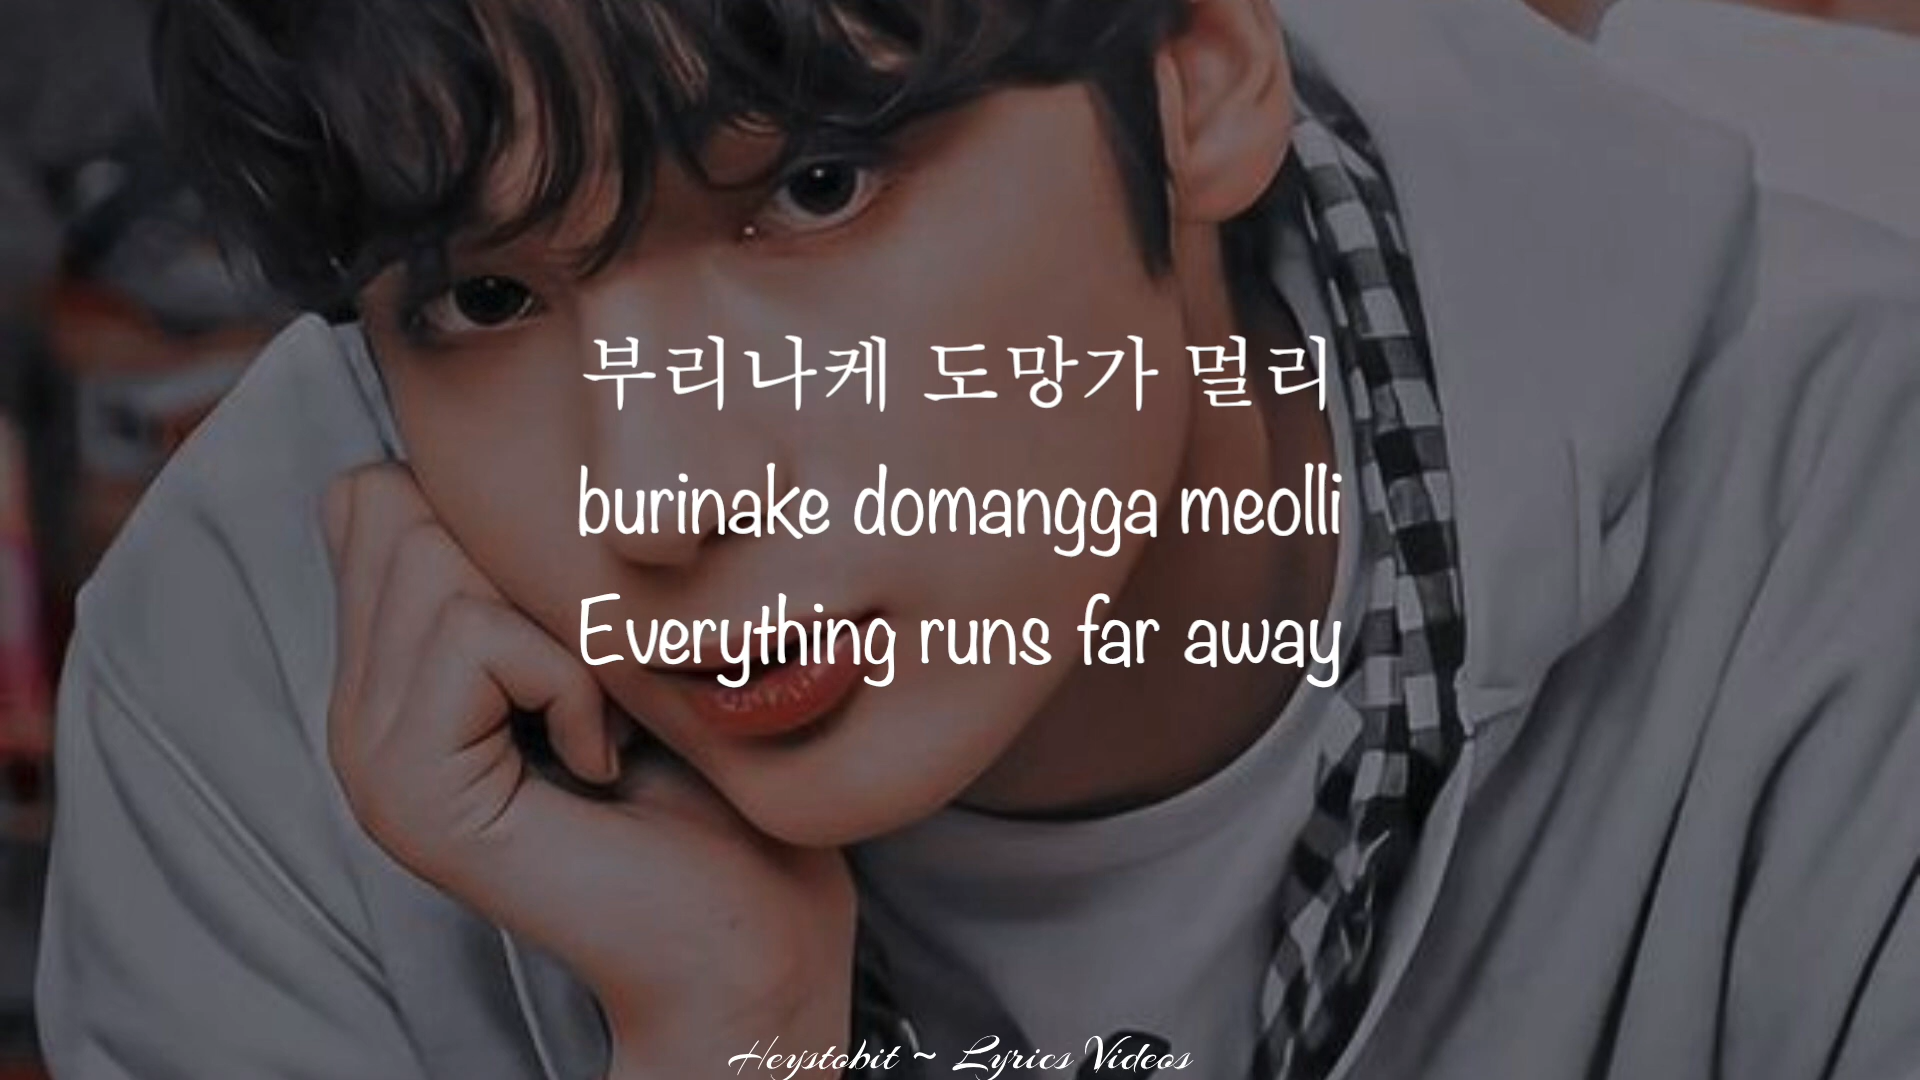 부리나케 도망가 멀리
burinake domangga meolli
Everything runs far away
Heystobit ~ Lyrics Videos